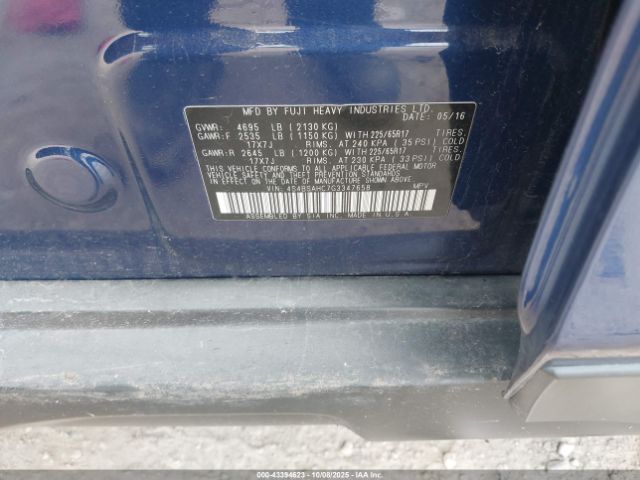 MFD BY FUJI HEAVY INDUSTRIES LTD.
DATE: 05/16
GVWR: 4695 LB (2130 KG)
GAWR:F 2535 LB (1150 KG) WITH 225/65R17 TIRES.
17X7J RIMS. AT 240 KPA (35 PSI) COLD
GAWR:R 2645 LB (1200 KG) WITH 225/65R17 TIRES.
17X7J RIMS. AT 230 KPA (33 PSI) COLD
THIS VEHICLE CONFORMS TO ALL APPLICABLE FEDERAL MOTOR
VEHICLE SAFETY AND THEFT PREVENTION STANDARDS IN EFFECT
ON THE DATE OF MANUFACTURE SHOWN ABOVE.
VIN: 4S4BSAHC7G3347658 MPV
ASSEMBLED BY SIA INC. MADE IN U.S.A.
000-43394623 - 10/08/2025 - ©copyright IAA, LLC